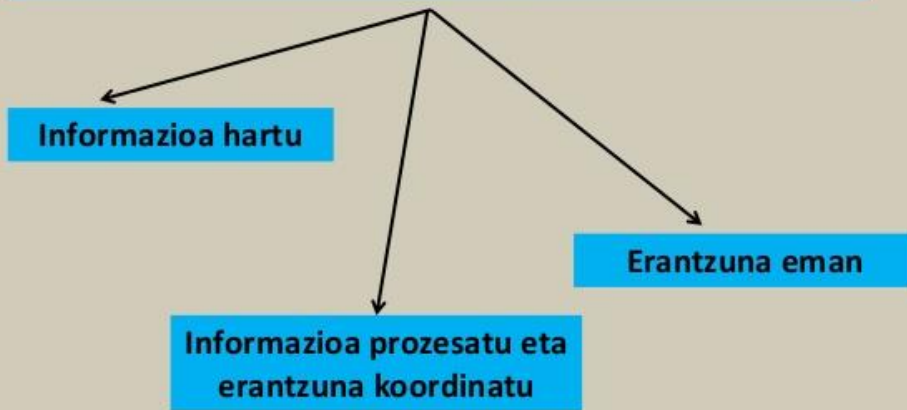 Informazioa hartu
Erantzuna eman
Informazioa prozesatu eta
erantzuna koordinatu